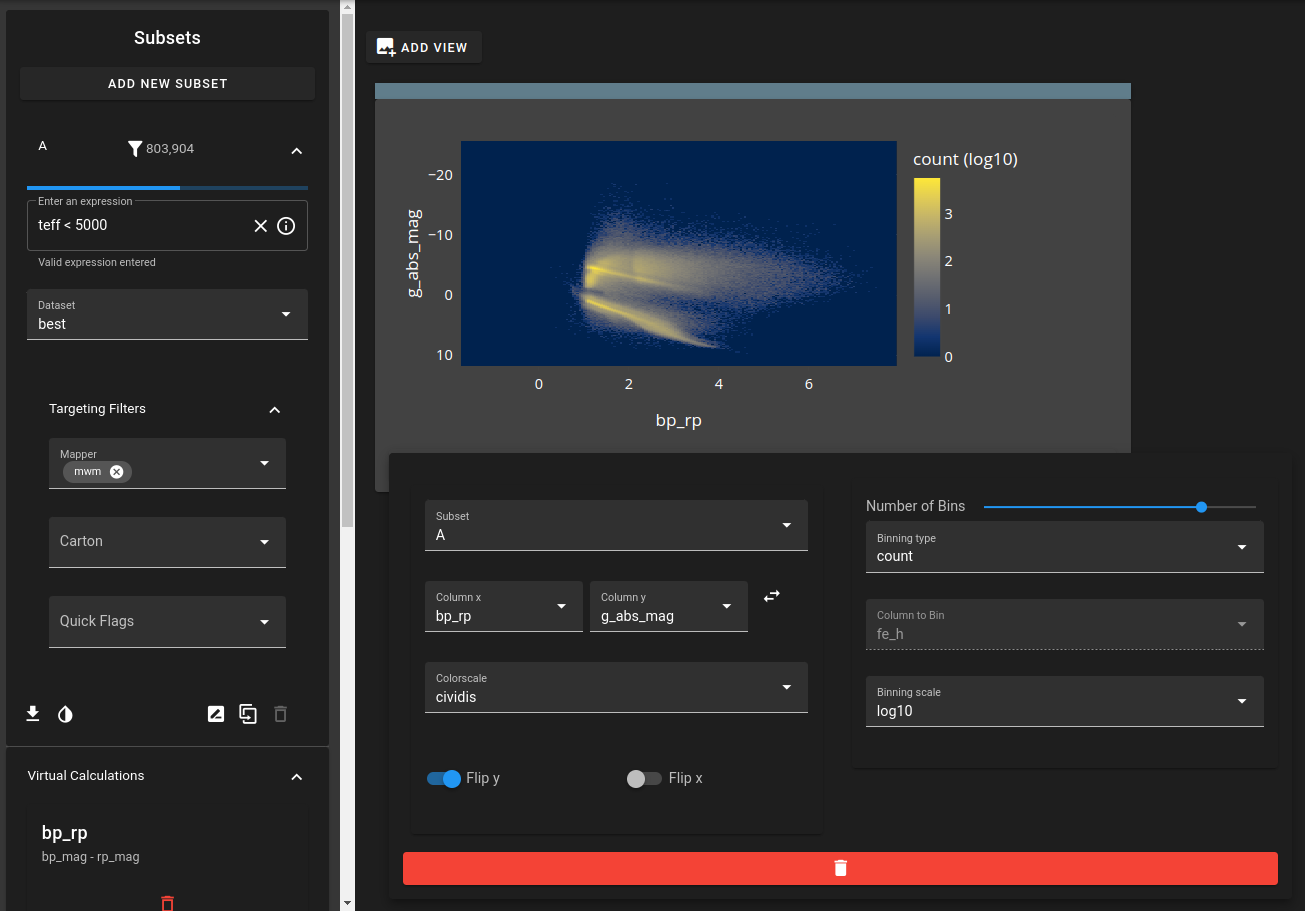 Subsets
ADD NEW SUBSET
A
803,904
Enter an expression
teff < 5000
Valid expression entered
Dataset
best
Targeting Filters
Mapper
mwm
Carton
Quick Flags
Virtual Calculations
bp_rp
bp_mag - rp_mag
ADD VIEW
count (log10)
−20
−10
0
10
g_abs_mag
3
2
1
0
0 2 4 6
bp_rp
Subset
A
Column x
bp_rp
Column y
g_abs_mag
Colorscale
cividis
Flip y
Flip x
Number of Bins
Binning type
count
Column to Bin
fe_h
Binning scale
log10